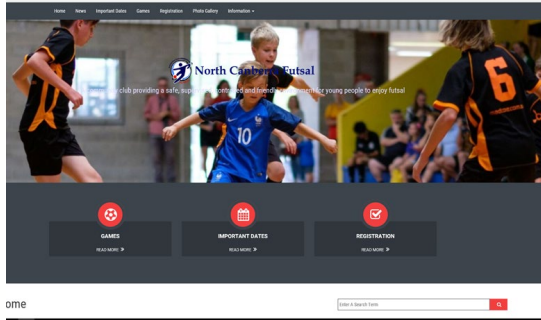 Home News Important Dates Games Registration Photo Gallery Information
North Canberra Futsal
club providing a safe, and friendly for young people to enjoy futsal
10
6
GAMES
READ MORE »
IMPORTANT DATES
READ MORE »
REGISTRATION
READ MORE »
ome
Enter A Search Term